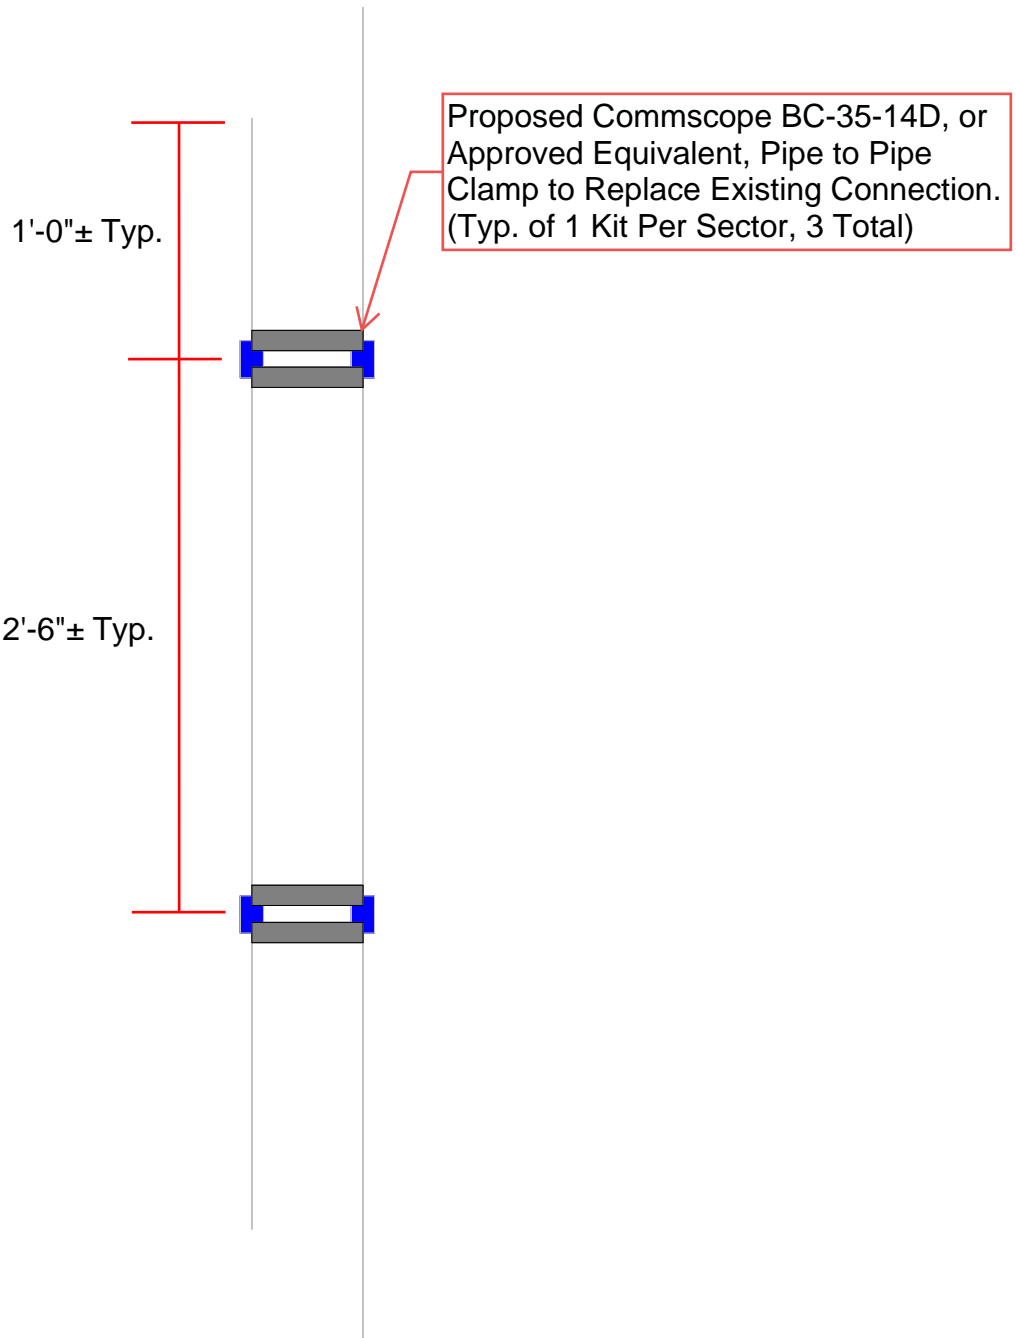 Proposed Commscope BC-35-14D, or
Approved Equivalent, Pipe to Pipe
Clamp to Replace Existing Connection.
(Typ. of 1 Kit Per Sector, 3 Total)
1'-0"± Typ.
2'-6"± Typ.